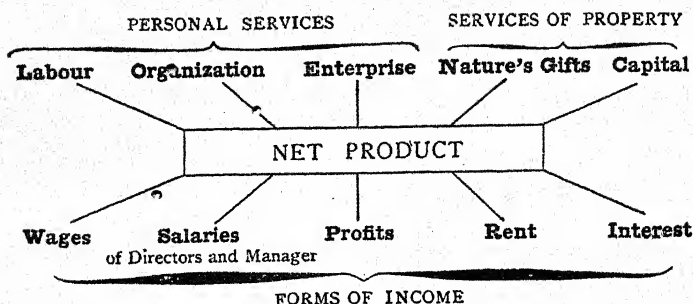 PERSONAL SERVICES SERVICES OF PROPERTY
Labour Organization Enterprise Nature's Gifts Capital
NET PRODUCT
Wages Salaries Profits Rent Interest
of Directors and Manager
FORMS OF INCOME